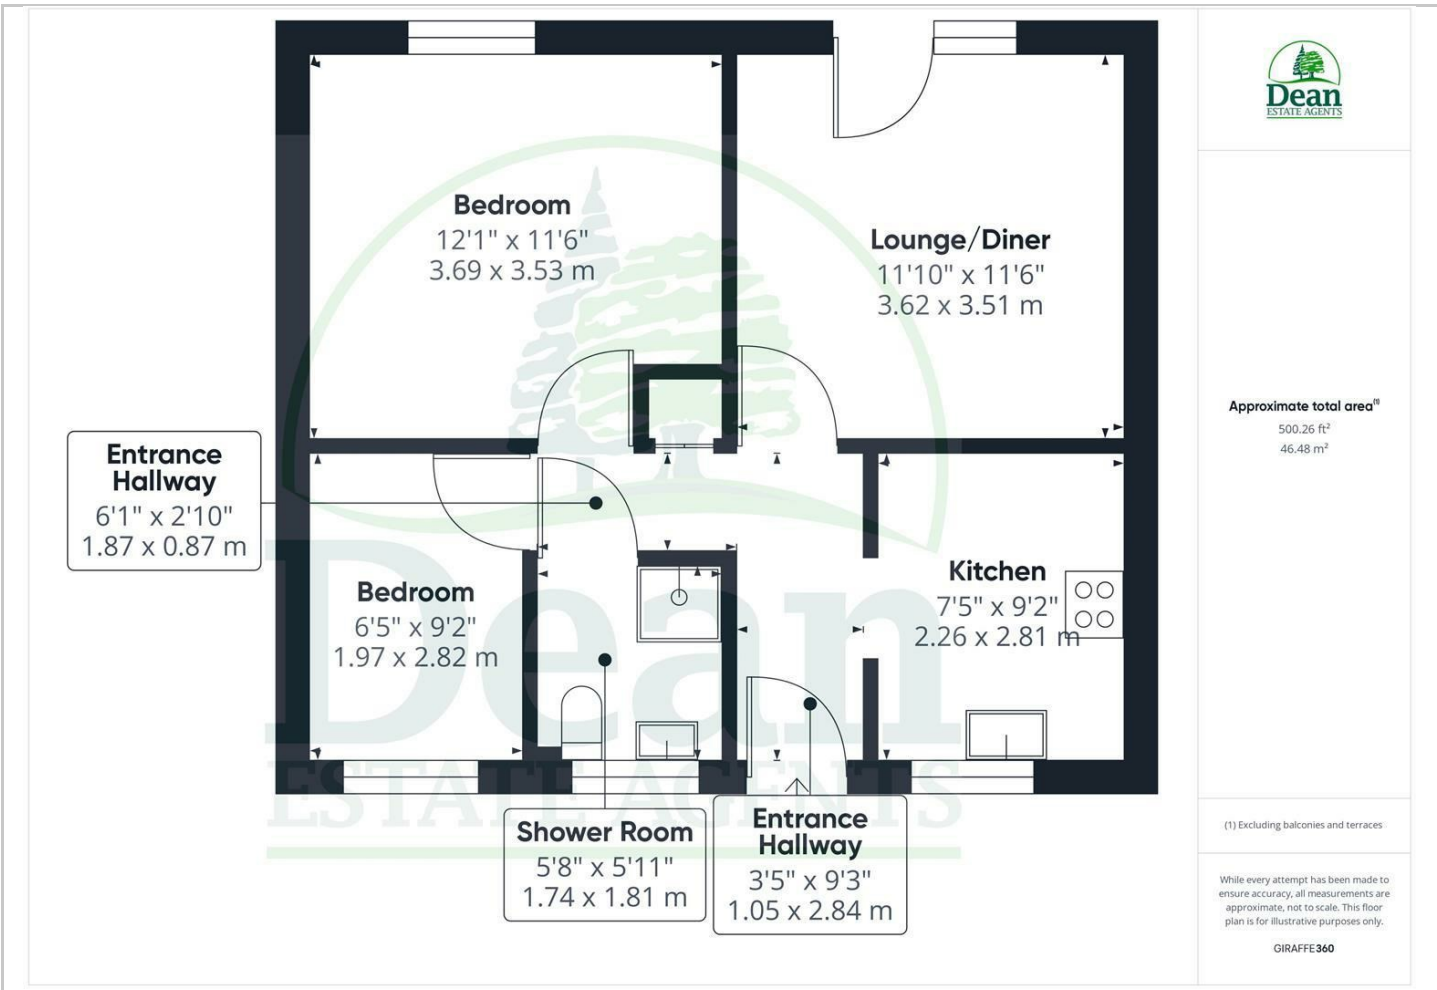 Bedroom
12'1" x 11'6"
3.69 x 3.53 m
Lounge/Diner
11'10" x 11'6"
3.62 x 3.51 m
Entrance
Hallway
6'1" x 2'10"
1.87 x 0.87 m
Bedroom
6'5" x 9'2"
1.97 x 2.82 m
Kitchen
7'5" x 9'2"
2.26 x 2.81 m
Shower Room
5'8" x 5'11"
1.74 x 1.81 m
Entrance
Hallway
3'5" x 9'3"
1.05 x 2.84 m
Dean
ESTATE AGENTS
Dean
ESTATE AGENTS
Approximate total area(1)
500.26 ft²
46.48 m²
(1) Excluding balconies and terraces
While every attempt has been made to
ensure accuracy, all measurements are
approximate, not to scale. This floor
plan is for illustrative purposes only.
GIRAFFE360